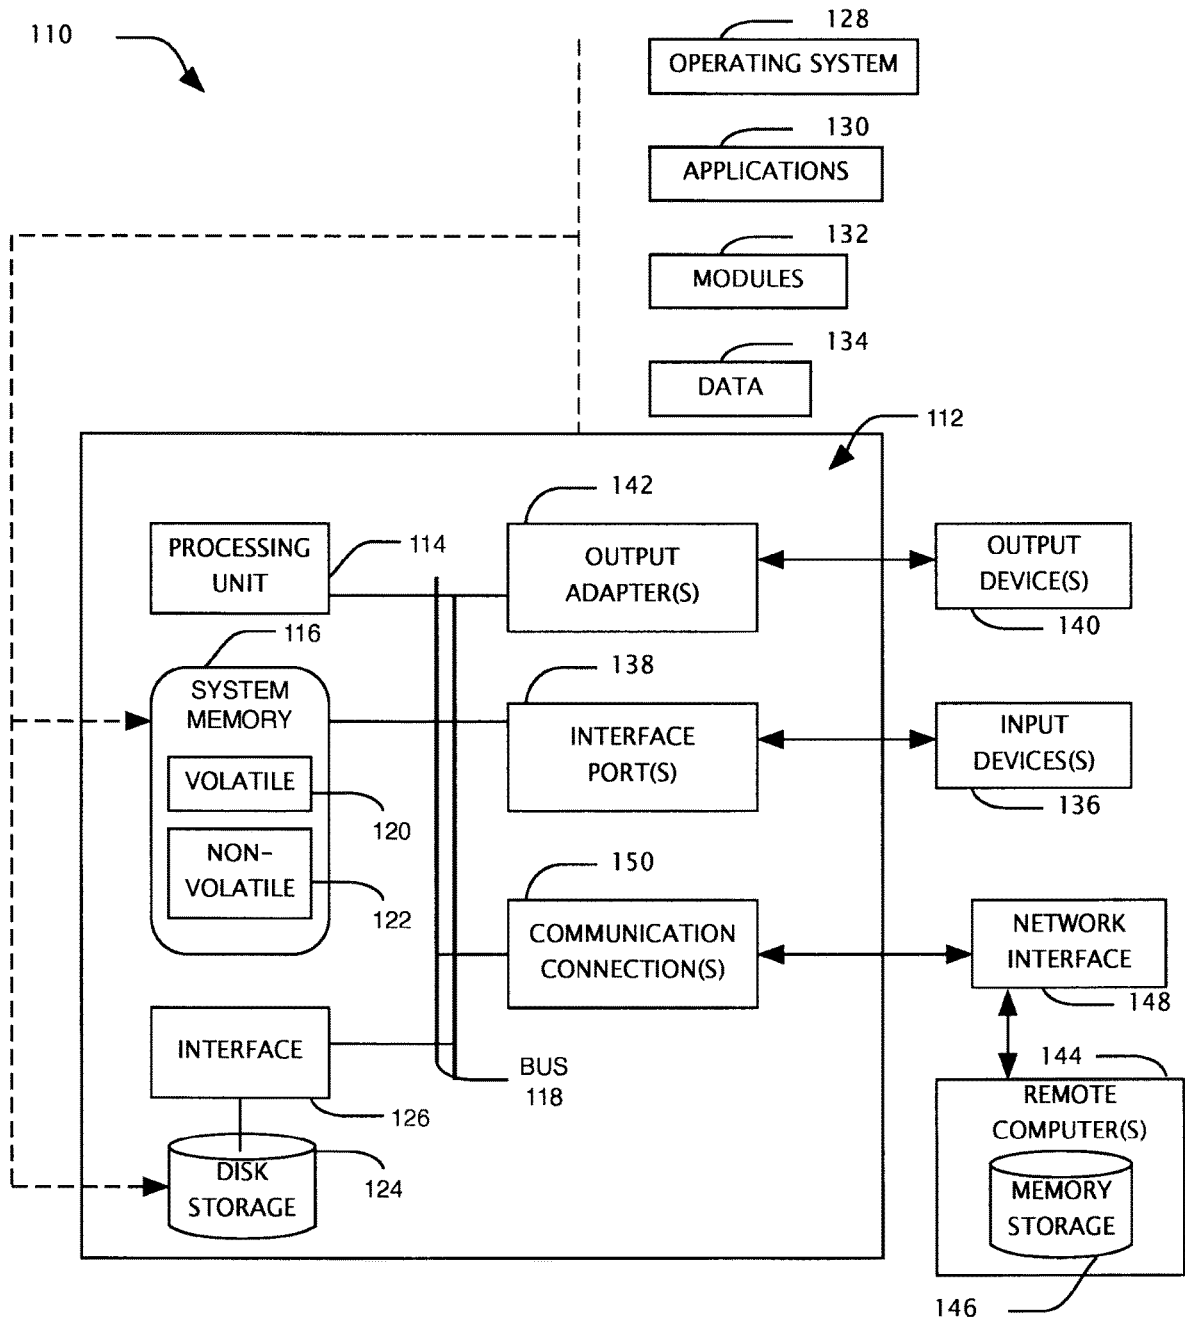 110
128
OPERATING SYSTEM
130
APPLICATIONS
132
MODULES
134
DATA
112
142
PROCESSING
UNIT
114
OUTPUT
ADAPTER(S)
OUTPUT
DEVICE(S)
140
116
SYSTEM
MEMORY
138
INTERFACE
PORT(S)
INPUT
DEVICES(S)
136
VOLATILE
120
NON-
VOLATILE
122
150
COMMUNICATION
CONNECTION(S)
NETWORK
INTERFACE
148
INTERFACE
126
BUS
118
144
REMOTE
COMPUTER(S)
DISK
STORAGE
124
MEMORY
STORAGE
146